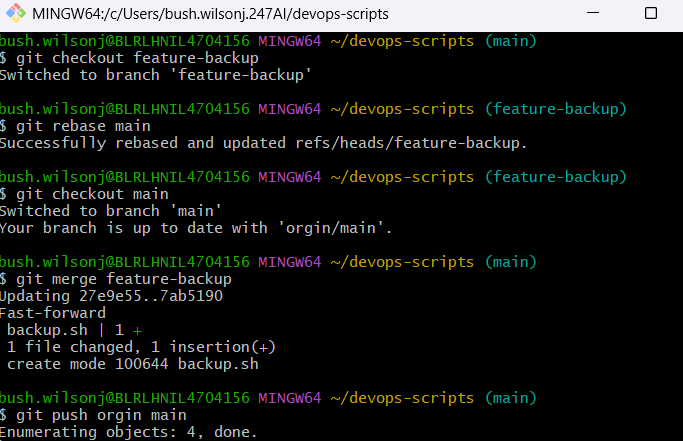 MINGW64:/c/Users/bush.wilsonj.247AI/devops-scripts
bush.wilsonj@BLRLHNIL4704156 MINGW64 ~/devops-scripts (main)
$ git checkout feature-backup
Switched to branch 'feature-backup'
bush.wilsonj@BLRLHNIL4704156 MINGW64 ~/devops-scripts (feature-backup)
$ git rebase main
Successfully rebased and updated refs/heads/feature-backup.
bush.wilsonj@BLRLHNIL4704156 MINGW64 ~/devops-scripts (feature-backup)
$ git checkout main
Switched to branch 'main'
Your branch is up to date with 'orgin/main'.
bush.wilsonj@BLRLHNIL4704156 MINGW64 ~/devops-scripts (main)
$ git merge feature-backup
Updating 27e9e55..7ab5190
Fast-forward
 backup.sh | 1 +
 1 file changed, 1 insertion(+)
 create mode 100644 backup.sh
bush.wilsonj@BLRLHNIL4704156 MINGW64 ~/devops-scripts (main)
$ git push orgin main
Enumerating objects: 4, done.